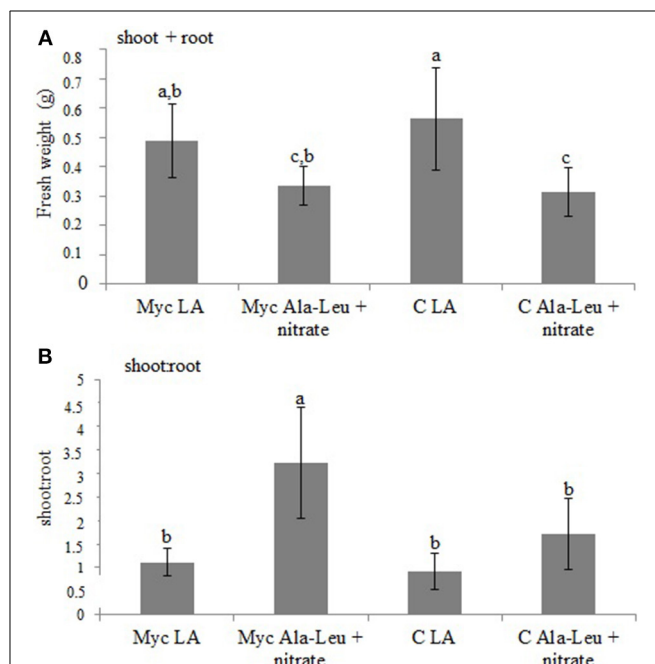 A
shoot + root
Fresh weight (g)
0.8
0.7
0.6
0.5
0.4
0.3
0.2
0.1
0
a,b
c,b
a
c
Myc LA
Myc Ala-Leu +
nitrate
C LA
C Ala-Leu +
nitrate
B
shoot:root
shoot:root
5
4.5
4
3.5
3
2.5
2
1.5
1
0.5
0
b
a
b
b
Myc LA
Myc Ala-Leu +
nitrate
C LA
C Ala-Leu +
nitrate